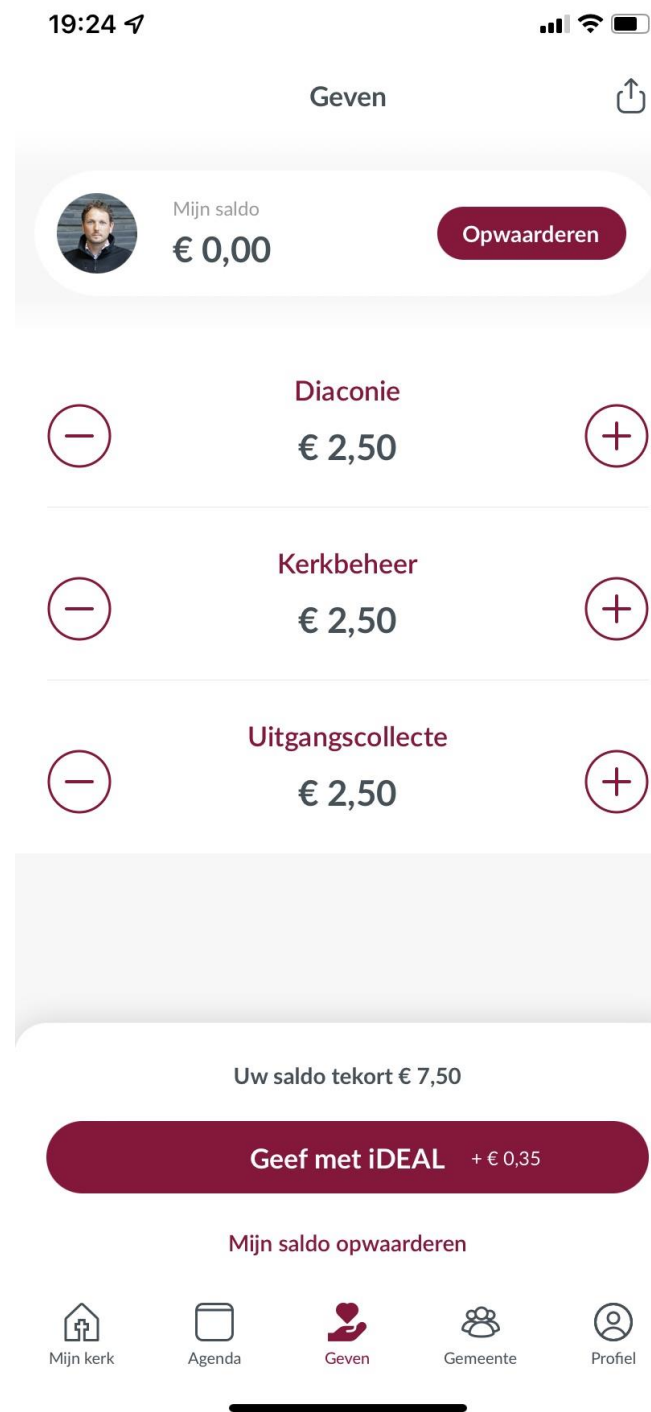 19:24
Geven
Mijn saldo
€ 0,00
Opwaarderen
Diaconie
€ 2,50
Kerkbeheer
€ 2,50
Uitgangscollecte
€ 2,50
Uw saldo tekort € 7,50
Geef met iDEAL + € 0,35
Mijn saldo opwaarderen
Mijn kerk Agenda Geven Gemeente Profiel